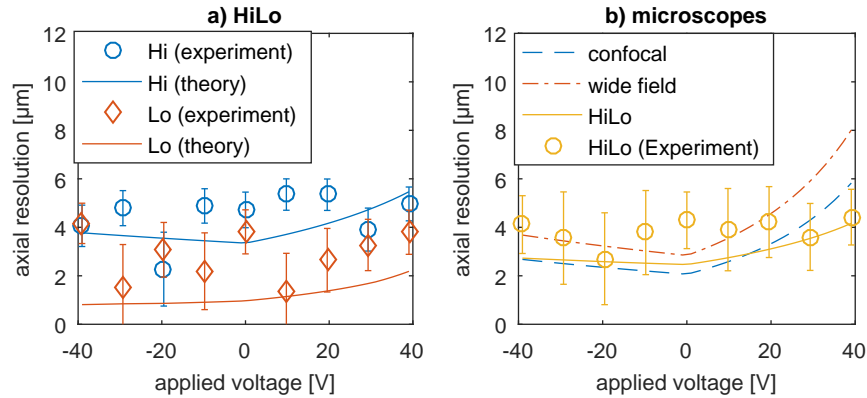 a) HiLo
axial resolution [µm]
12
10
8
6
4
2
0
Hi (experiment)
Hi (theory)
Lo (experiment)
Lo (theory)
-40
-20
0
20
40
applied voltage [V]
b) microscopes
axial resolution [µm]
12
10
8
6
4
2
0
confocal
wide field
HiLo
HiLo (Experiment)
-40
-20
0
20
40
applied voltage [V]